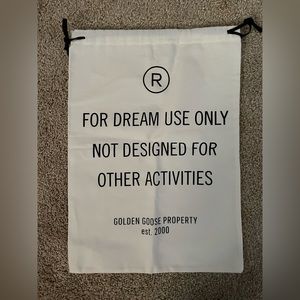 ®
FOR DREAM USE ONLY
NOT DESIGNED FOR
OTHER ACTIVITIES
GOLDEN GOOSE PROPERTY
est. 2000